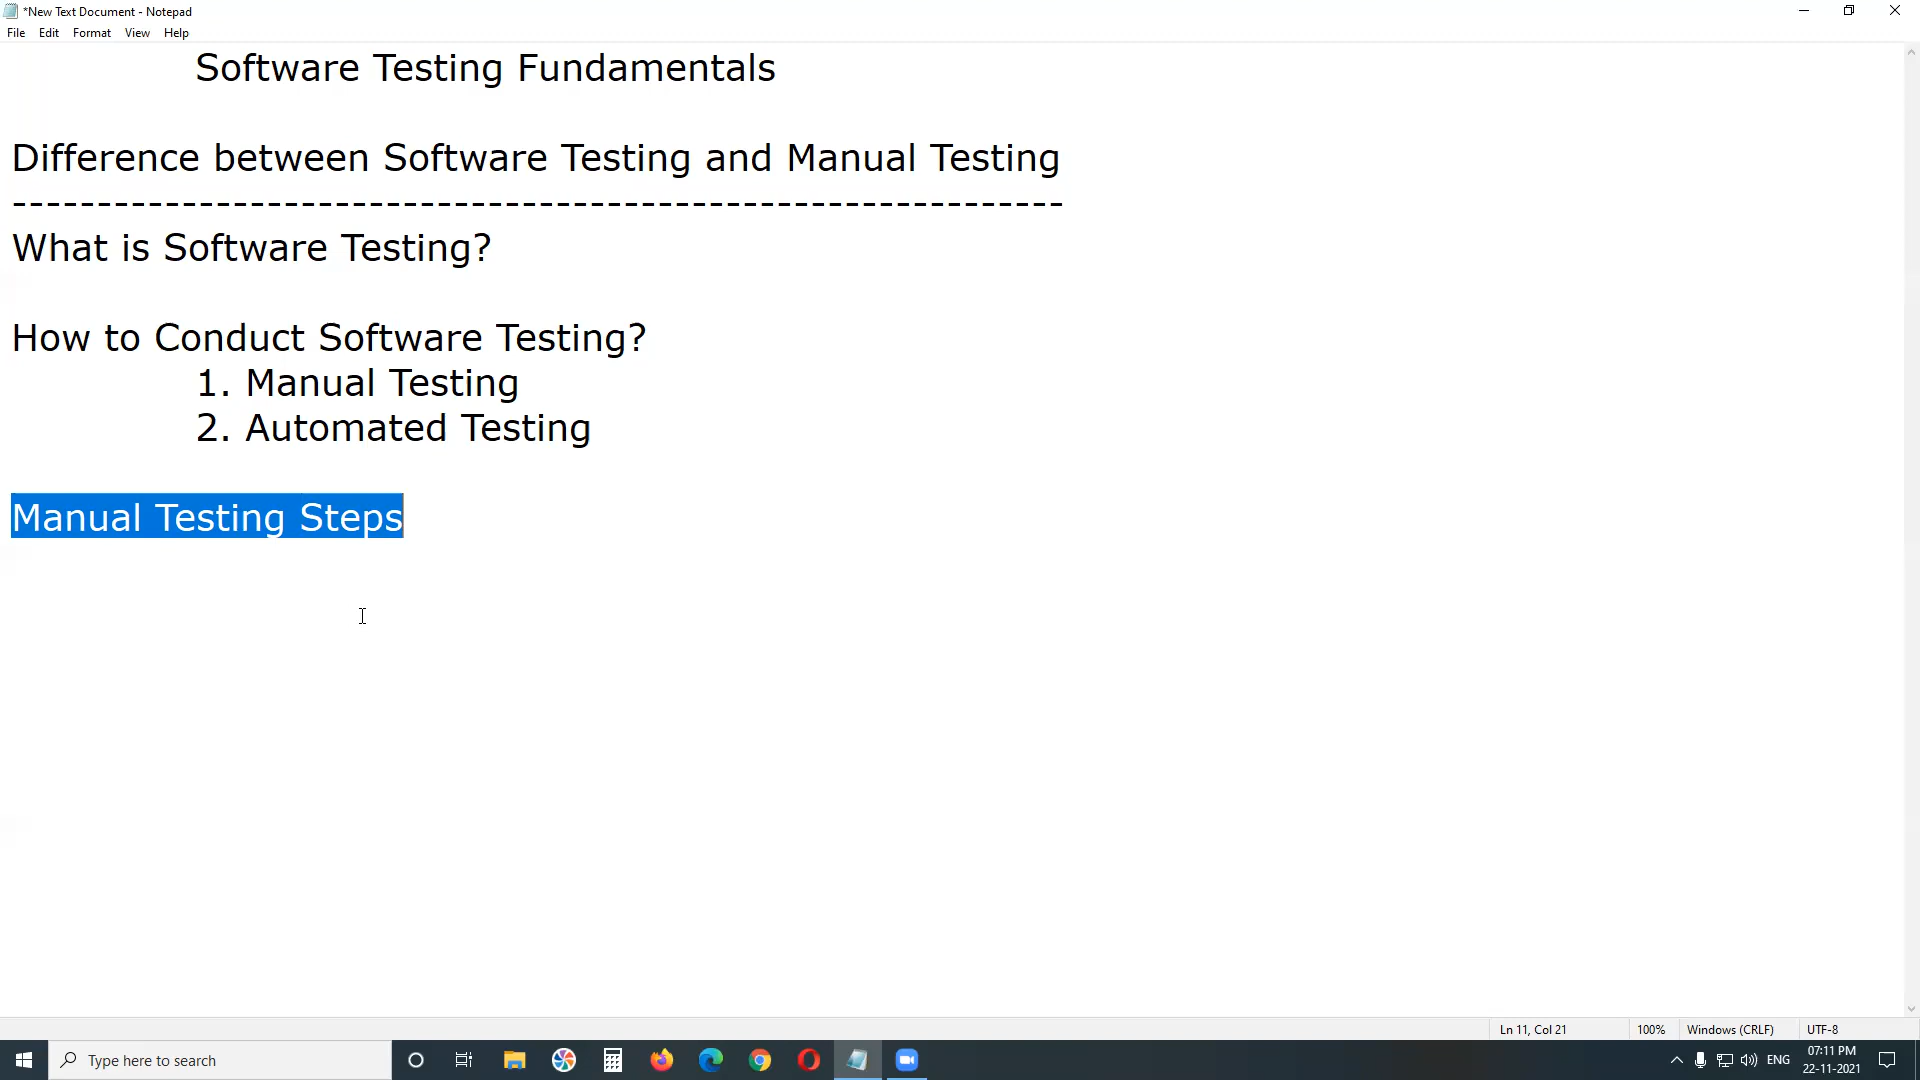 *New Text Document - Notepad
File Edit Format View Help
Software Testing Fundamentals
Difference between Software Testing and Manual Testing
--------------------------------------------------------------
What is Software Testing?
How to Conduct Software Testing?
1. Manual Testing
2. Automated Testing
Manual Testing Steps
Ln 11, Col 21 100% Windows (CRLF) UTF-8
Type here to search
ENG
07:11 PM
22-11-2021